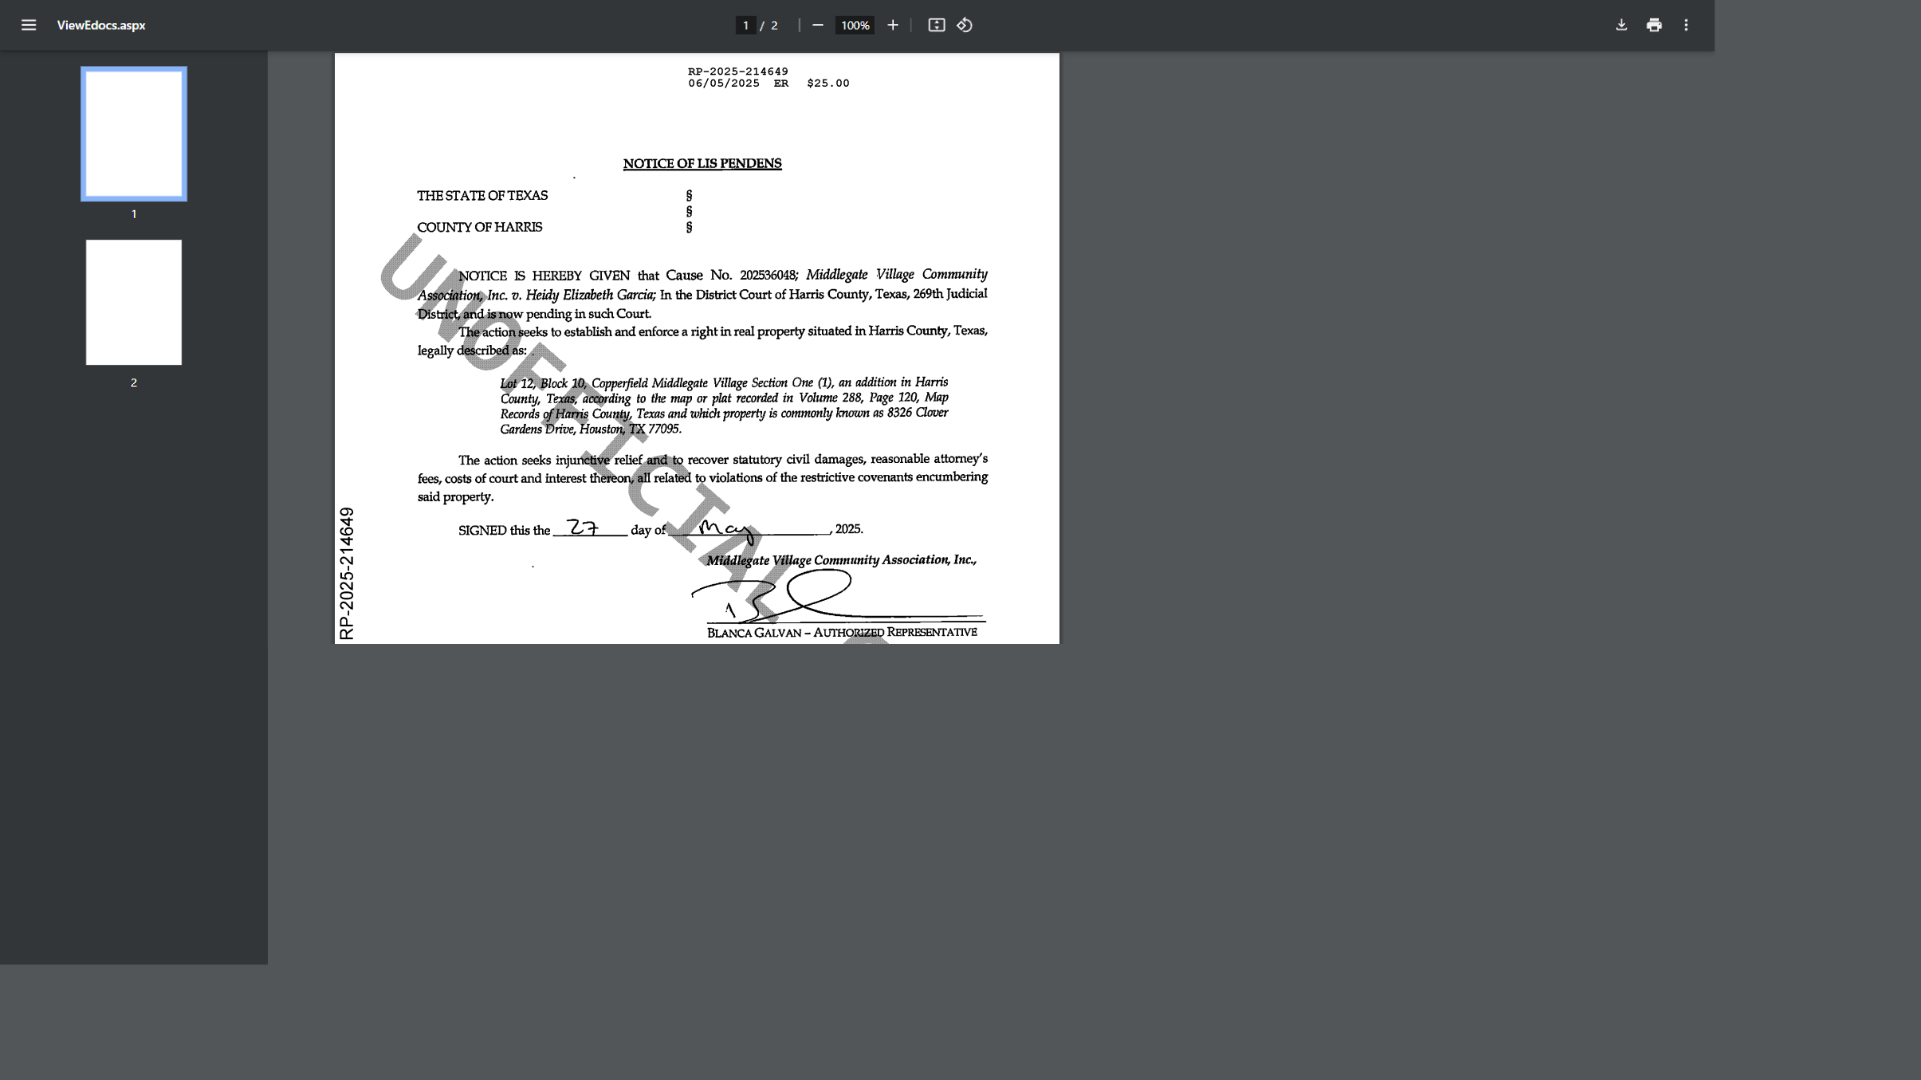 ViewEdocs.aspx
1 / 2
100%
1
2
RP-2025-214649
06/05/2025 ER $25.00
NOTICE OF LIS PENDENS
THE STATE OF TEXAS §
§
COUNTY OF HARRIS §
NOTICE IS HEREBY GIVEN that Cause No. 202536048; Middlegate Village Community
Association, Inc. v. Heidy Elizabeth Garcia; In the District Court of Harris County, Texas, 269th Judicial
District, and is now pending in such Court.
The action seeks to establish and enforce a right in real property situated in Harris County, Texas,
legally described as:
Lot 12, Block 10, Copperfield Middlegate Village Section One (1), an addition in Harris
County, Texas, according to the map or plat recorded in Volume 288, Page 120, Map
Records of Harris County, Texas and which property is commonly known as 8326 Clover
Gardens Drive, Houston, TX 77095.
The action seeks injunctive relief and to recover statutory civil damages, reasonable attorney's
fees, costs of court and interest thereon, all related to violations of the restrictive covenants encumbering
said property.
SIGNED this the 27 day of May, 2025.
Middlegate Village Community Association, Inc.,
BLANCA GALVAN – AUTHORIZED REPRESENTATIVE
RP-2025-214649
UNOFFICIAL